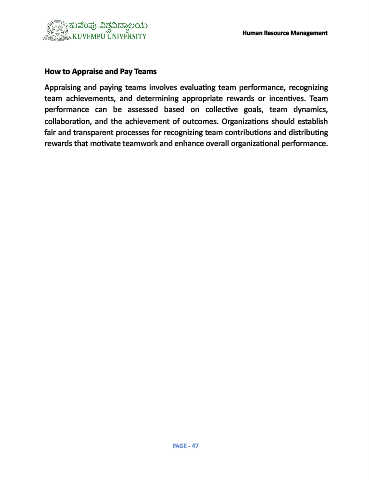 ಕುವೆಂಪು ವಿಶ್ವವಿದ್ಯಾಲಯ
KUVEMPU UNIVERSITY
Human Resource Management
How to Appraise and Pay Teams
Appraising and paying teams involves evaluating team performance, recognizing
team achievements, and determining appropriate rewards or incentives. Team
performance can be assessed based on collective goals, team dynamics,
collaboration, and the achievement of outcomes. Organizations should establish
fair and transparent processes for recognizing team contributions and distributing
rewards that motivate teamwork and enhance overall organizational performance.
PAGE - 47